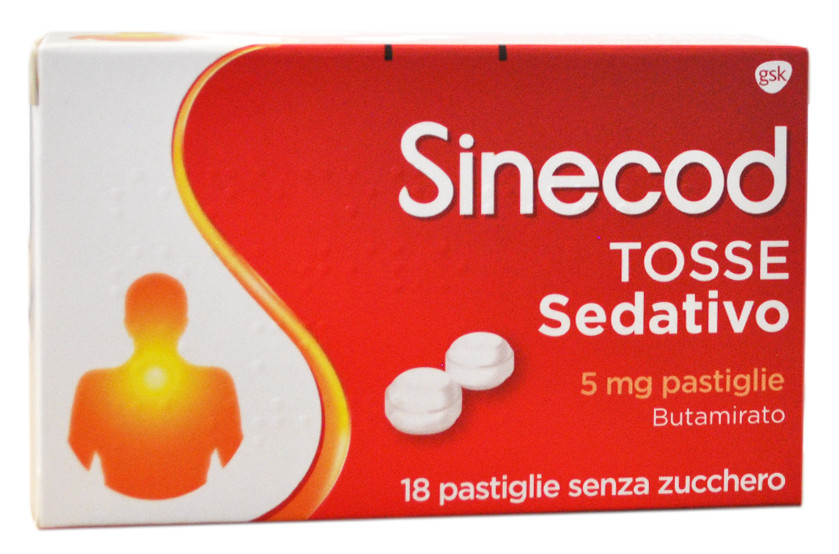 gsk
Sinecod
TOSSE
Sedativo
5 mg pastiglie
Butamirato
18 pastiglie senza zucchero